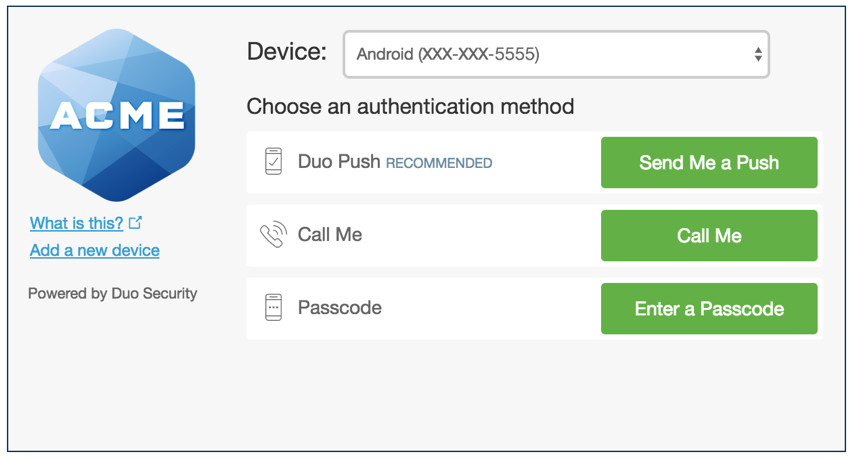 ACME
What is this?
Add a new device
Powered by Duo Security
Device: Android (XXX-XXX-5555)
Choose an authentication method
Duo Push RECOMMENDED Send Me a Push
Call Me Call Me
Passcode Enter a Passcode